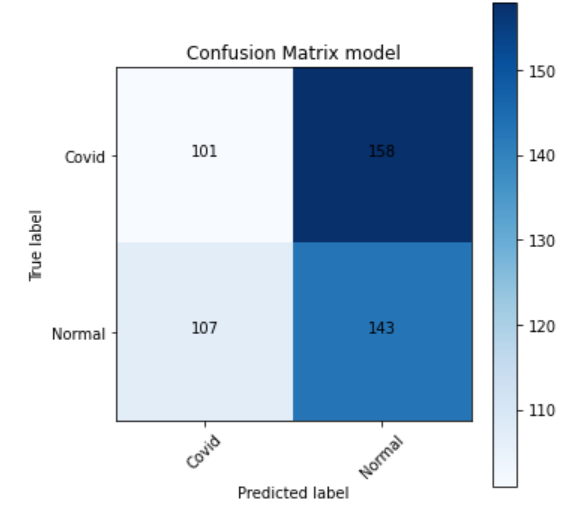 Confusion Matrix model
True label
Covid
101
158
Normal
107
143
Covid
Normal
Predicted label
150
140
130
120
110